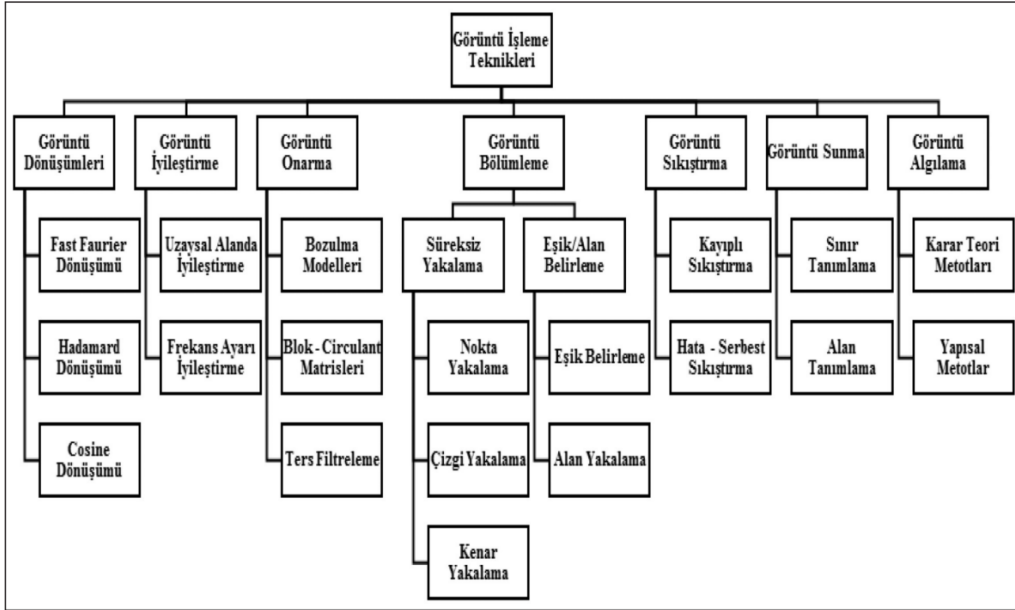 Görüntü İşleme
Teknikleri
Görüntü
Dönüşümleri
Görüntü
İyileştirme
Görüntü
Onarma
Görüntü
Bölümleme
Görüntü
Sıkıştırma
Görüntü Sunma
Görüntü
Algılama
Fast Faurier
Dönüşümü
Uzaysal Alanda
İyileştirme
Bozulma
Modelleri
Süreksiz
Yakalama
Eşik/Alan
Belirleme
Kayıplı
Sıkıştırma
Sınır
Tanımlama
Karar Teori
Metotları
Hadamard
Dönüşümü
Frekans Ayarı
İyileştirme
Blok - Circulant
Matrisleri
Nokta
Yakalama
Eşik Belirleme
Hata - Serbest
Sıkıştırma
Alan
Tanımlama
Yapısal
Metotlar
Cosine
Dönüşümü
Ters Filtreleme
Çizgi Yakalama
Alan Yakalama
Kenar
Yakalama